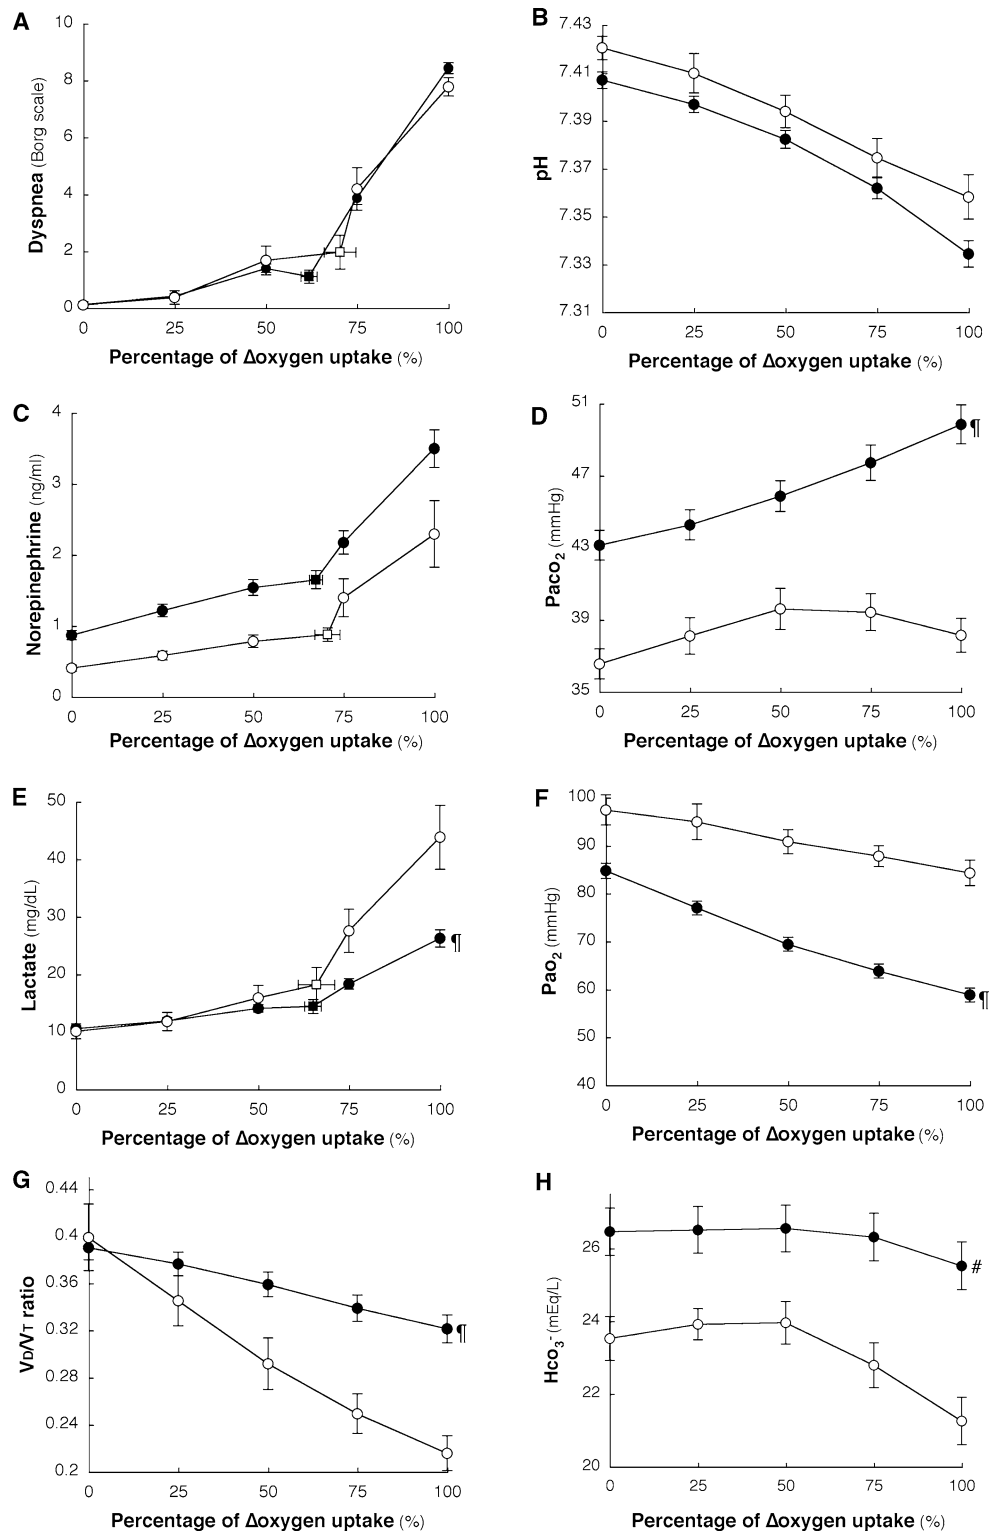 A
10
8
6
4
2
0
Dyspnea (Borg scale)
0 25 50 75 100
Percentage of Δoxygen uptake (%)
B
7.43
7.41
7.39
7.37
7.35
7.33
7.31
pH
0 25 50 75 100
Percentage of Δoxygen uptake (%)
C
4
3
2
1
0
Norepinephrine (ng/ml)
0 25 50 75 100
Percentage of Δoxygen uptake (%)
D
51
47
43
39
35
Paco2 (mmHg)
¶
0 25 50 75 100
Percentage of Δoxygen uptake (%)
E
50
40
30
20
10
0
Lactate (mg/dL)
¶
0 25 50 75 100
Percentage of Δoxygen uptake (%)
F
100
90
80
70
60
50
40
Pao2 (mmHg)
¶
0 25 50 75 100
Percentage of Δoxygen uptake (%)
G
0.44
0.4
0.36
0.32
0.28
0.24
0.2
VD/VT ratio
¶
0 25 50 75 100
Percentage of Δoxygen uptake (%)
H
26
24
22
20
Hco3- (mEq/L)
#
0 25 50 75 100
Percentage of Δoxygen uptake (%)